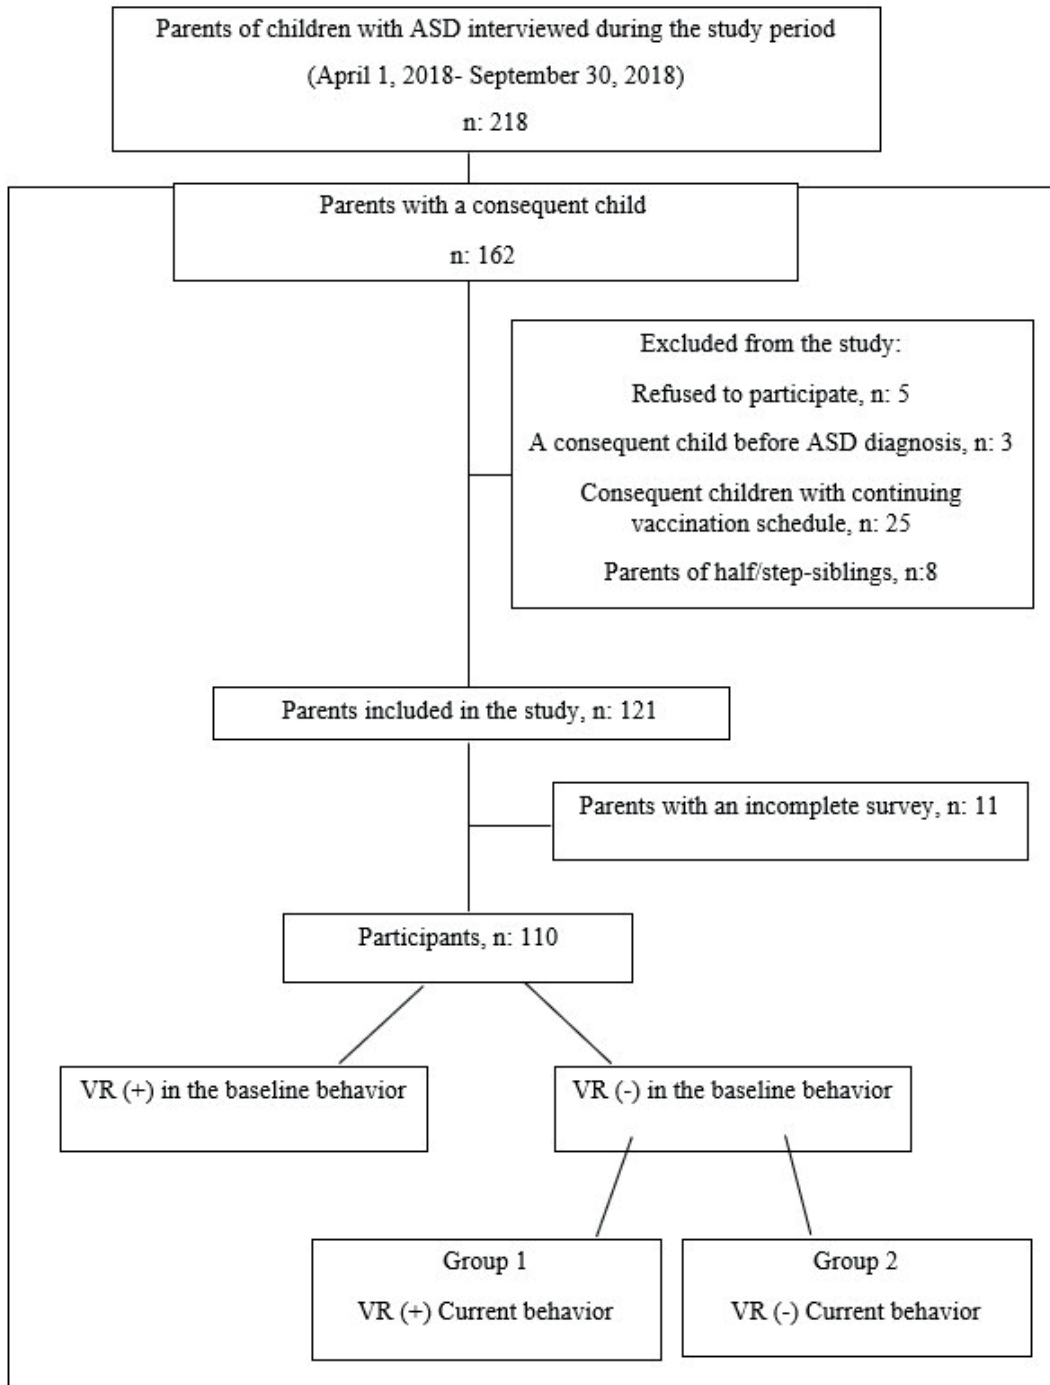 Parents of children with ASD interviewed during the study period
(April 1, 2018- September 30, 2018)
n: 218
Parents with a consequent child
n: 162
Excluded from the study:
Refused to participate, n: 5
A consequent child before ASD diagnosis, n: 3
Consequent children with continuing
vaccination schedule, n: 25
Parents of half/step-siblings, n:8
Parents included in the study, n: 121
Parents with an incomplete survey, n: 11
Participants, n: 110
VR (+) in the baseline behavior
VR (-) in the baseline behavior
Group 1
VR (+) Current behavior
Group 2
VR (-) Current behavior